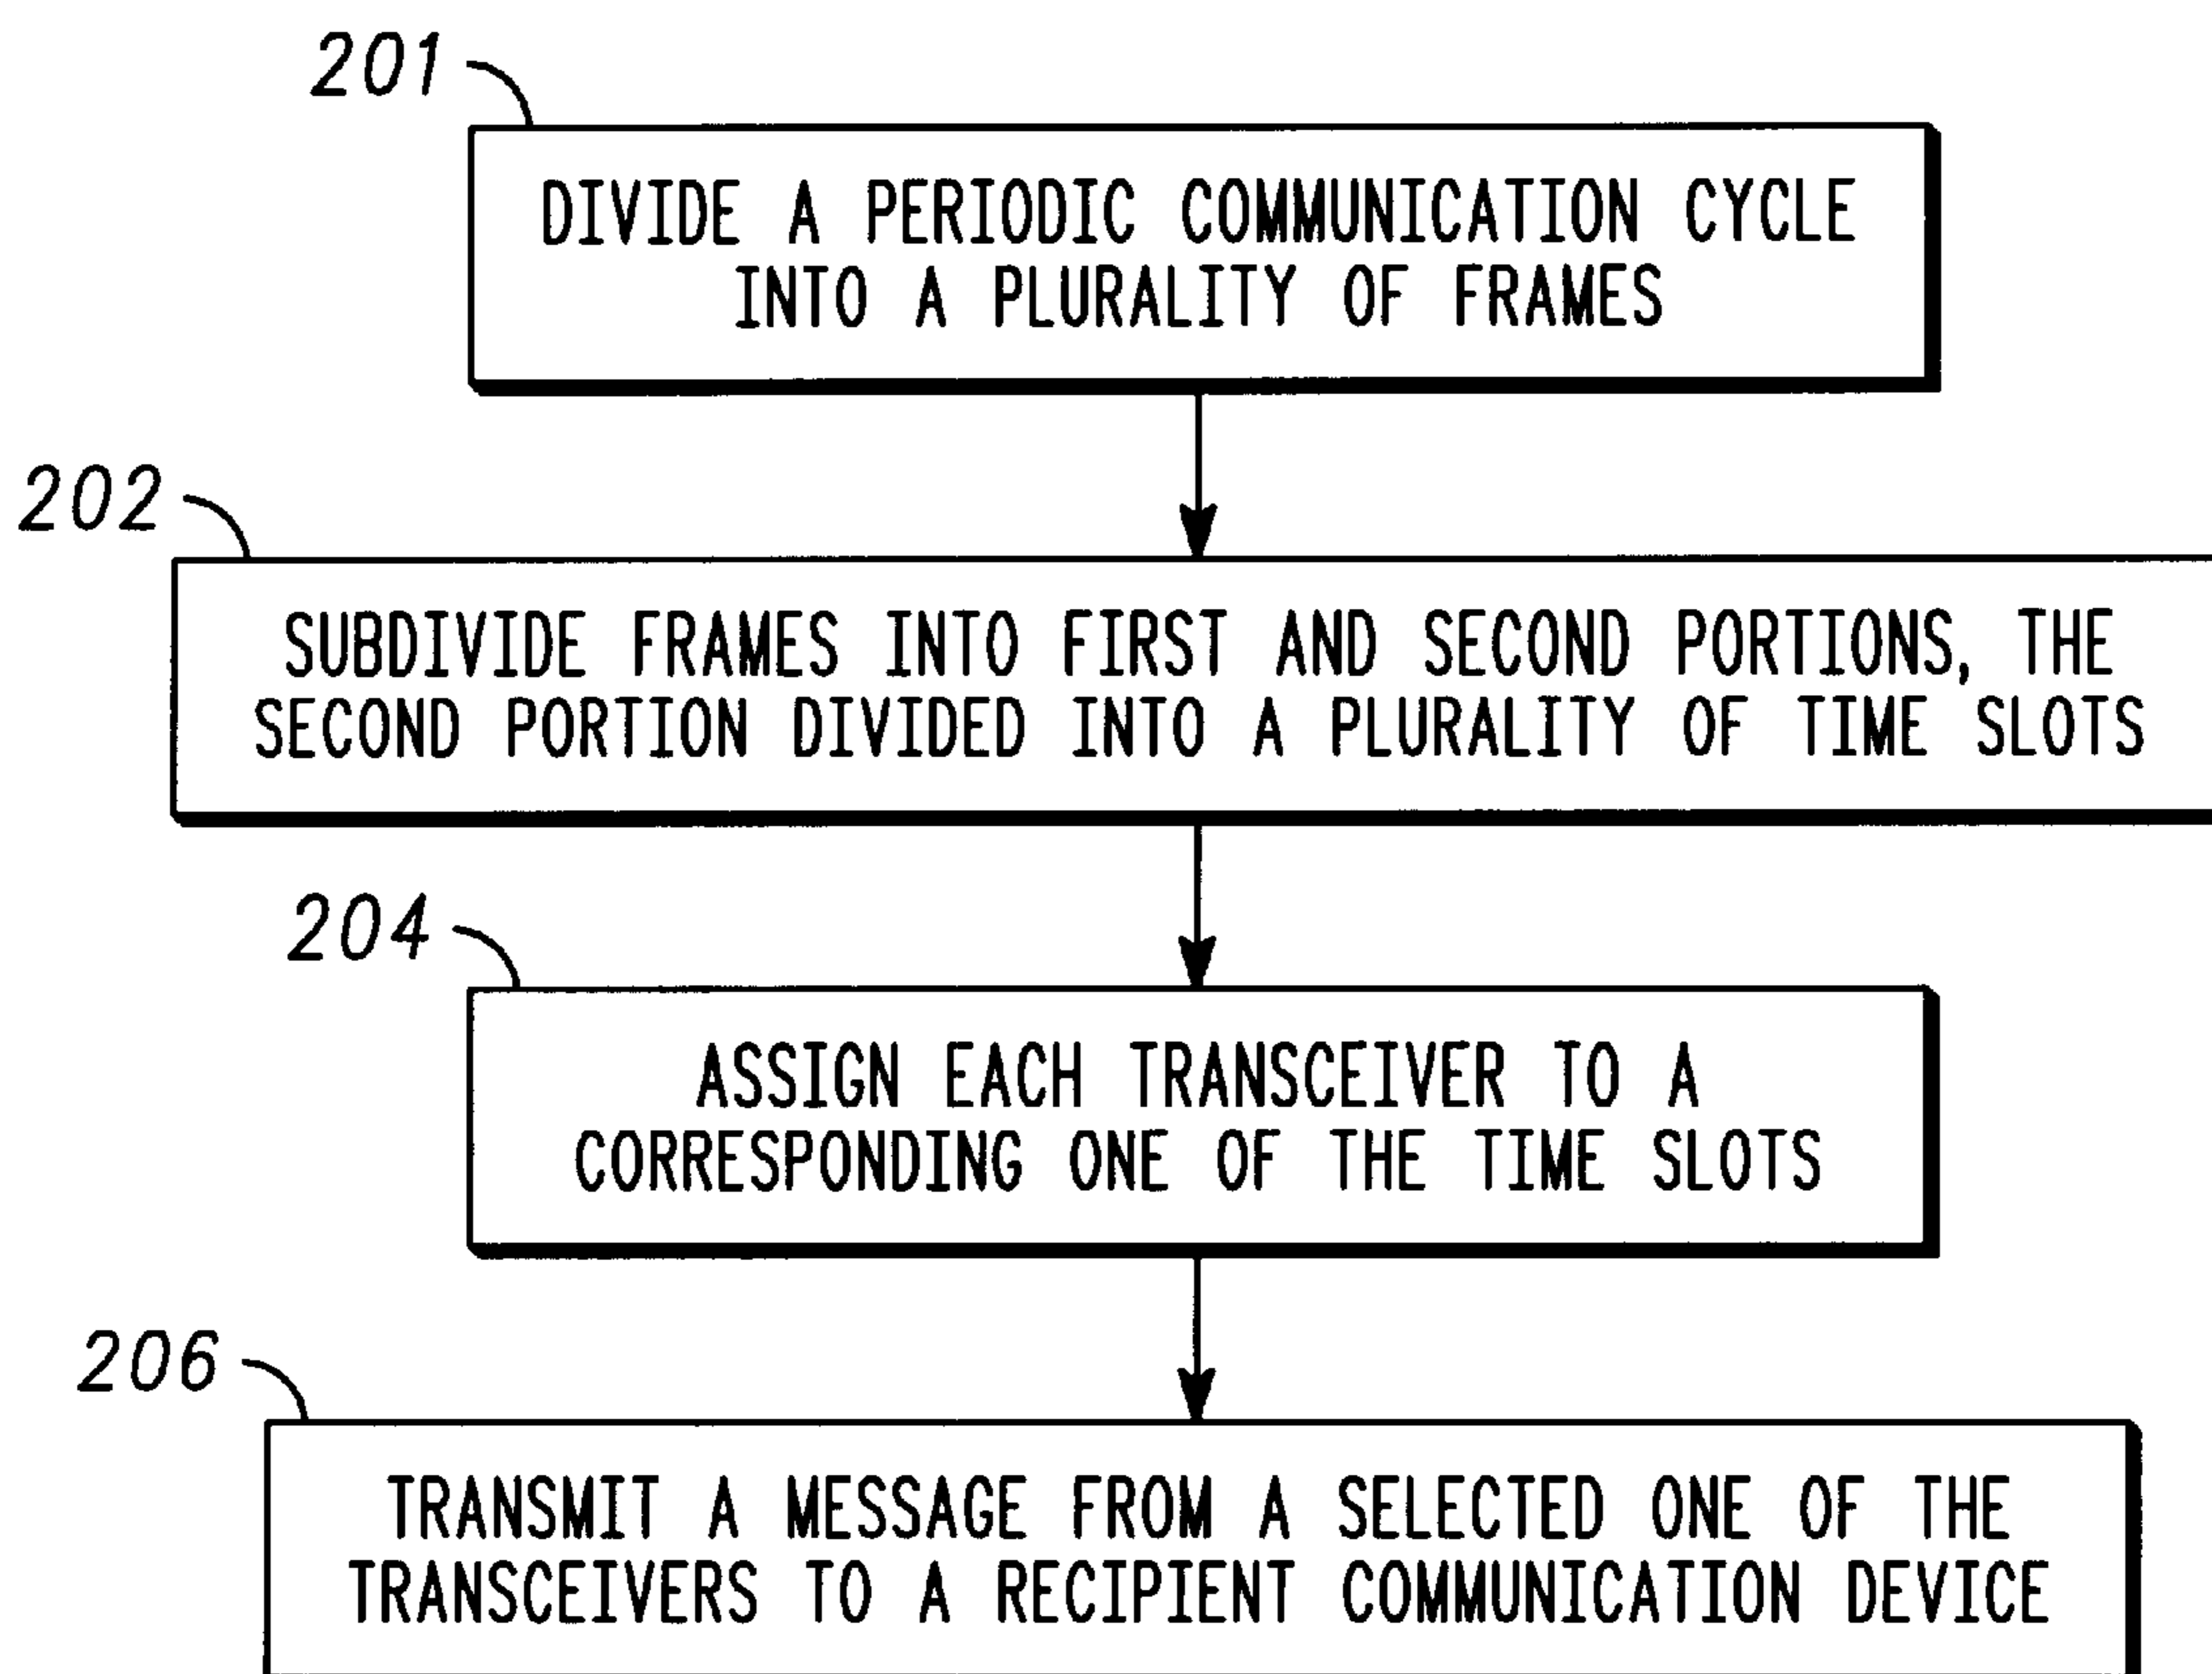 201
DIVIDE A PERIODIC COMMUNICATION CYCLE
INTO A PLURALITY OF FRAMES
202
SUBDIVIDE FRAMES INTO FIRST AND SECOND PORTIONS, THE
SECOND PORTION DIVIDED INTO A PLURALITY OF TIME SLOTS
204
ASSIGN EACH TRANSCEIVER TO A
CORRESPONDING ONE OF THE TIME SLOTS
206
TRANSMIT A MESSAGE FROM A SELECTED ONE OF THE
TRANSCEIVERS TO A RECIPIENT COMMUNICATION DEVICE